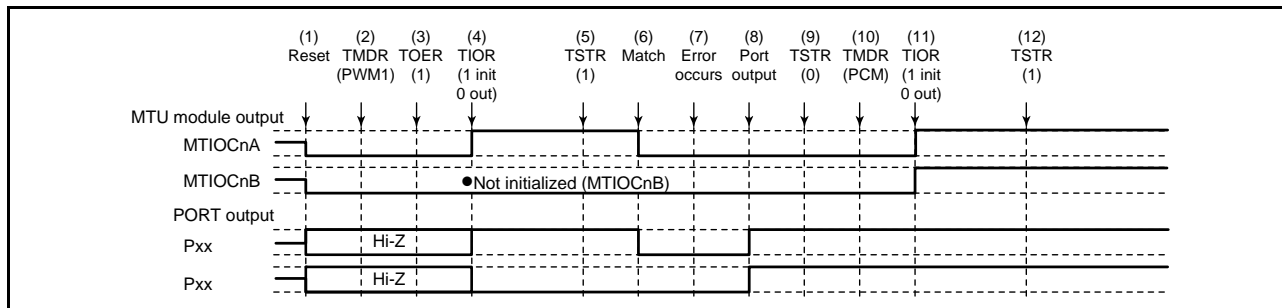 (1) (2) (3) (4) (5) (6) (7) (8) (9) (10) (11) (12)
Reset TMDR TOER TIOR TSTR Match Error Port TSTR TMDR TIOR TSTR
(PWM1) (1) (1 init (1) occurs output (0) (PCM) (1 init (1)
0 out) 0 out)
MTU module output
MTIOCnA
MTIOCnB
●Not initialized (MTIOCnB)
PORT output
Pxx
Hi-Z
Pxx
Hi-Z